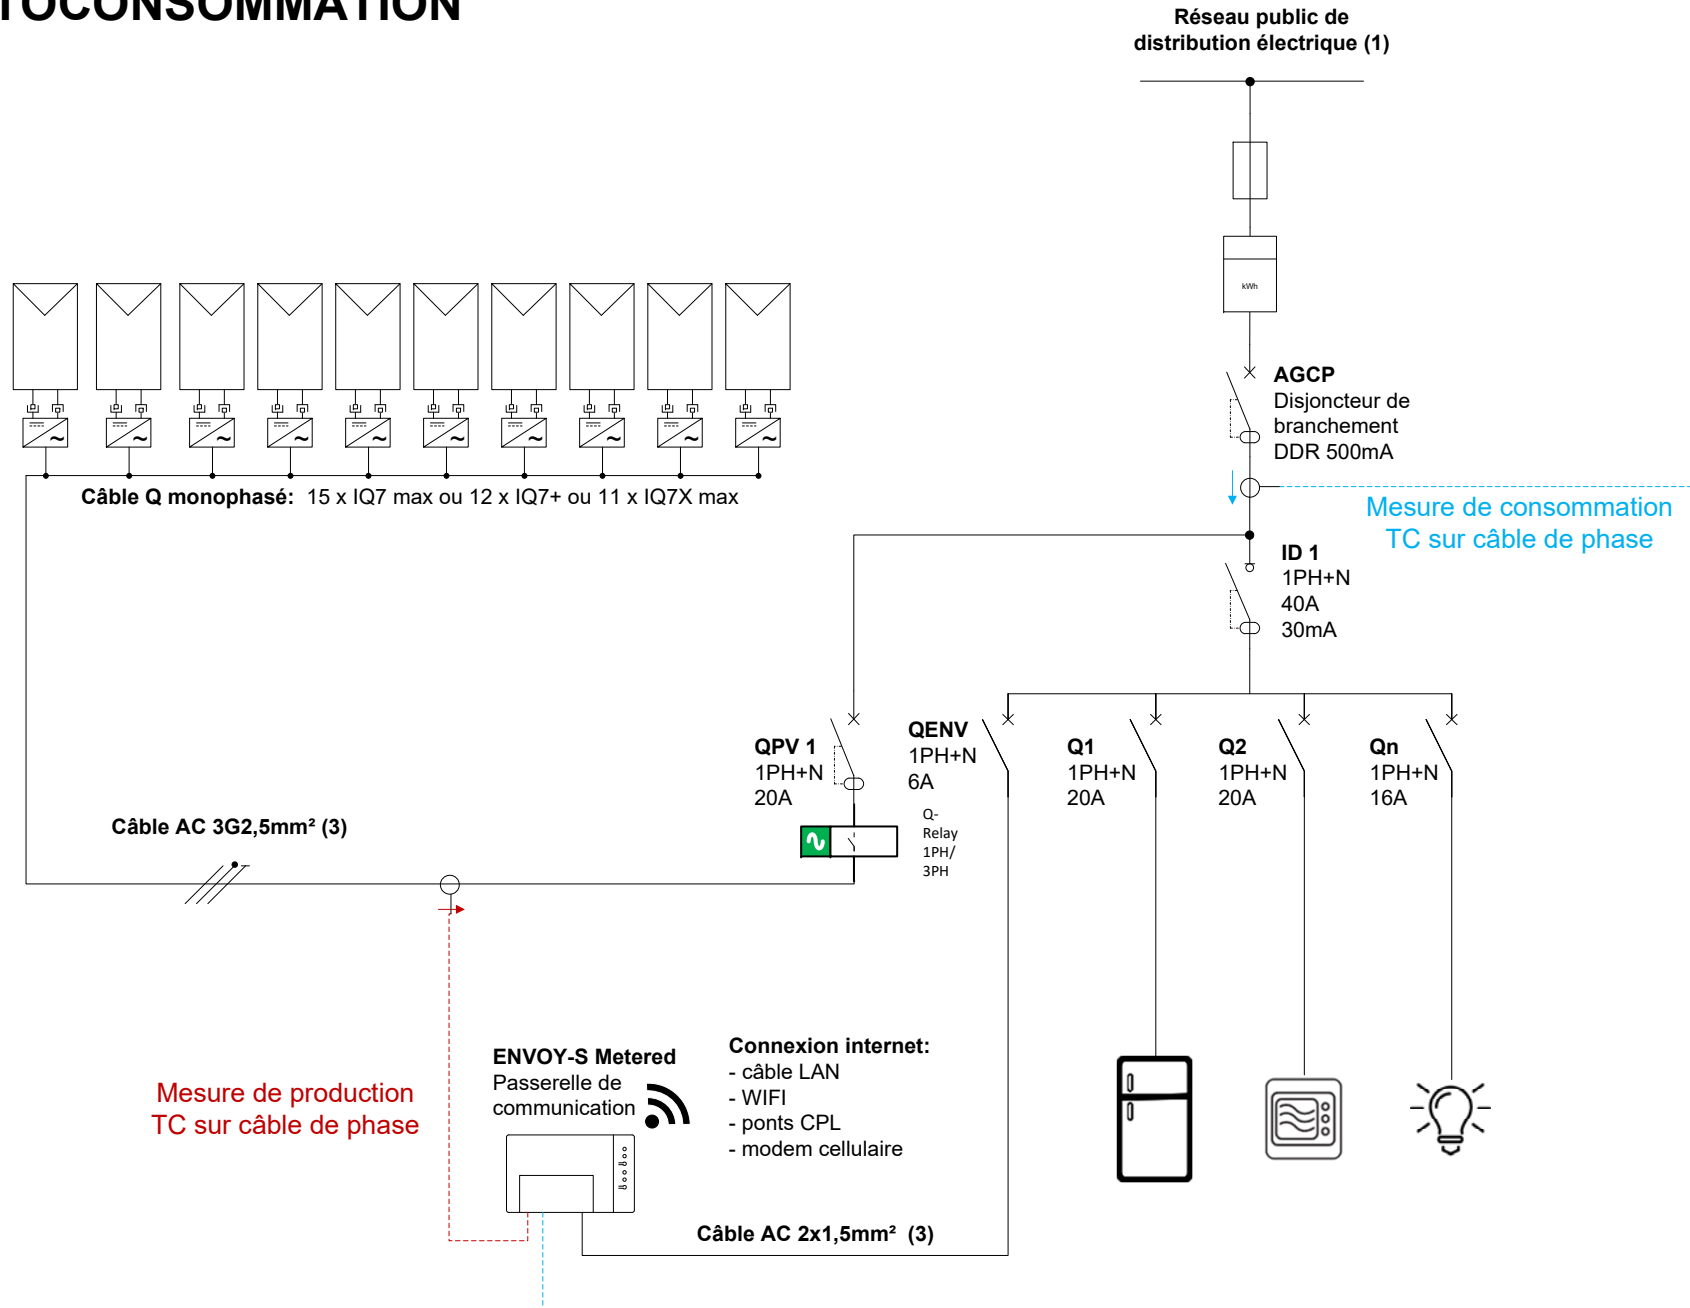 TOCONSOMMATION
Réseau public de
distribution électrique (1)
kWh
AGCP
Disjoncteur de
branchement
DDR 500mA
Câble Q monophasé: 15 x IQ7 max ou 12 x IQ7+ ou 11 x IQ7X max
Mesure de consommation
TC sur câble de phase
ID 1
1PH+N
40A
30mA
QPV 1
1PH+N
20A
QENV
1PH+N
6A
Q1
1PH+N
20A
Q2
1PH+N
20A
Qn
1PH+N
16A
Q-
Relay
1PH/
3PH
Câble AC 3G2,5mm² (3)
Mesure de production
TC sur câble de phase
ENVOY-S Metered
Passerelle de
communication
Connexion internet:
- câble LAN
- WIFI
- ponts CPL
- modem cellulaire
Câble AC 2x1,5mm² (3)